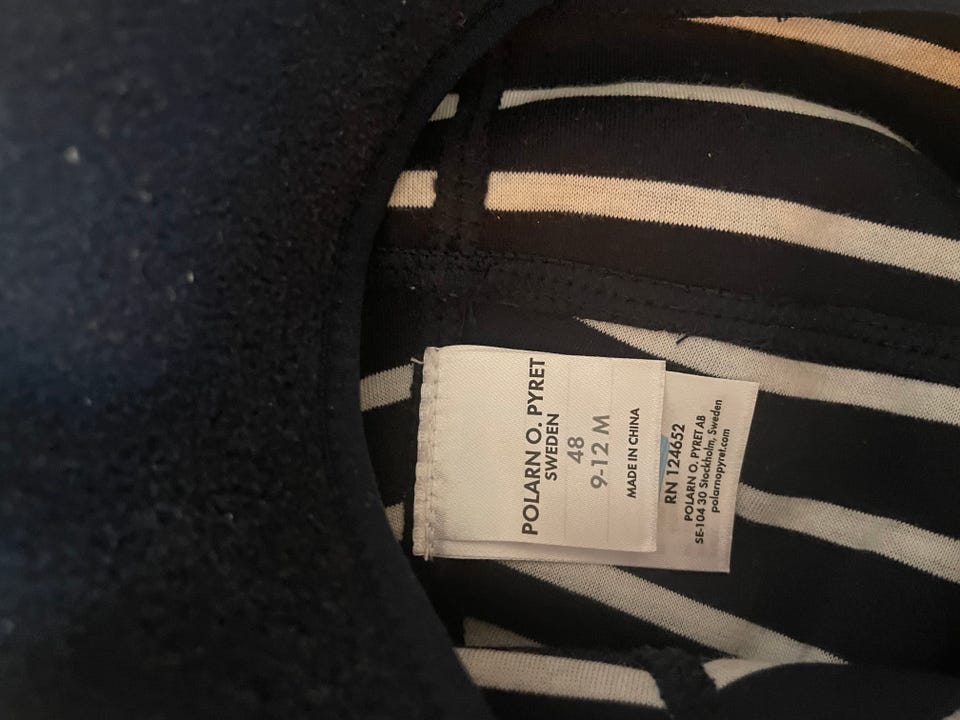 POLARN O. PYRET
SWEDEN
48
9-12 M
MADE IN CHINA
RN 124652
POLARN O. PYRET AB
SE-104 30 Stockholm, Sweden
polarnopyret.com